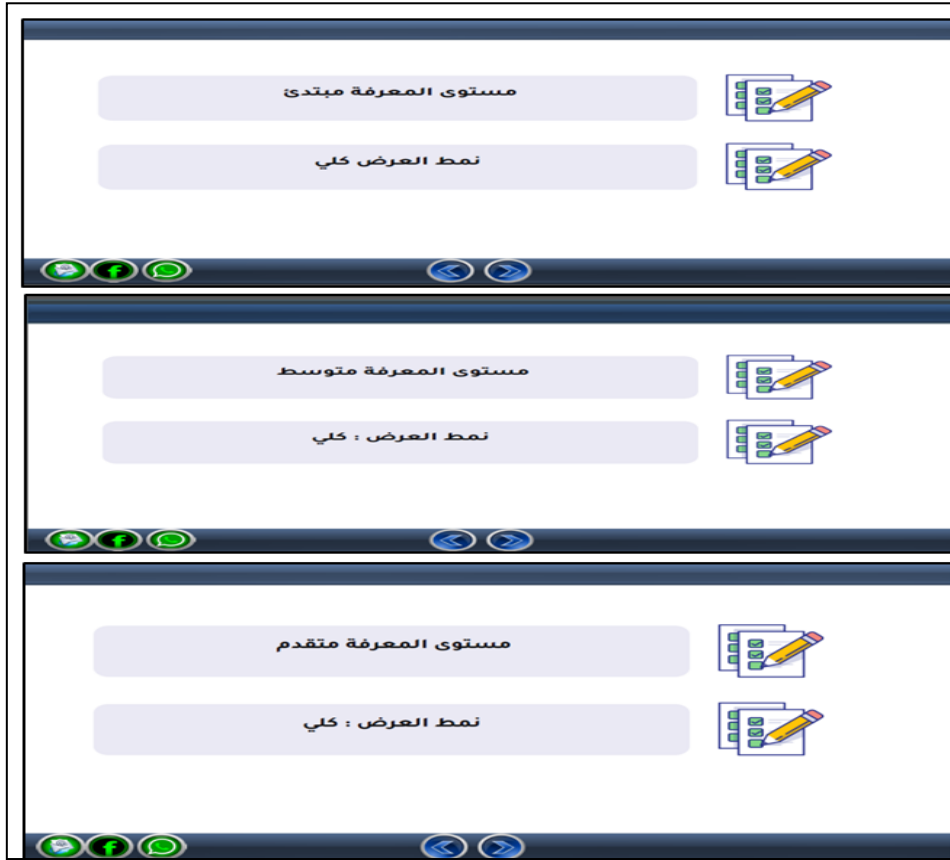 مستوى المعرفة مبتدئ
نمط العرض كلي
مستوى المعرفة متوسط
نمط العرض : كلي
مستوى المعرفة متقدم
نمط العرض : كلي